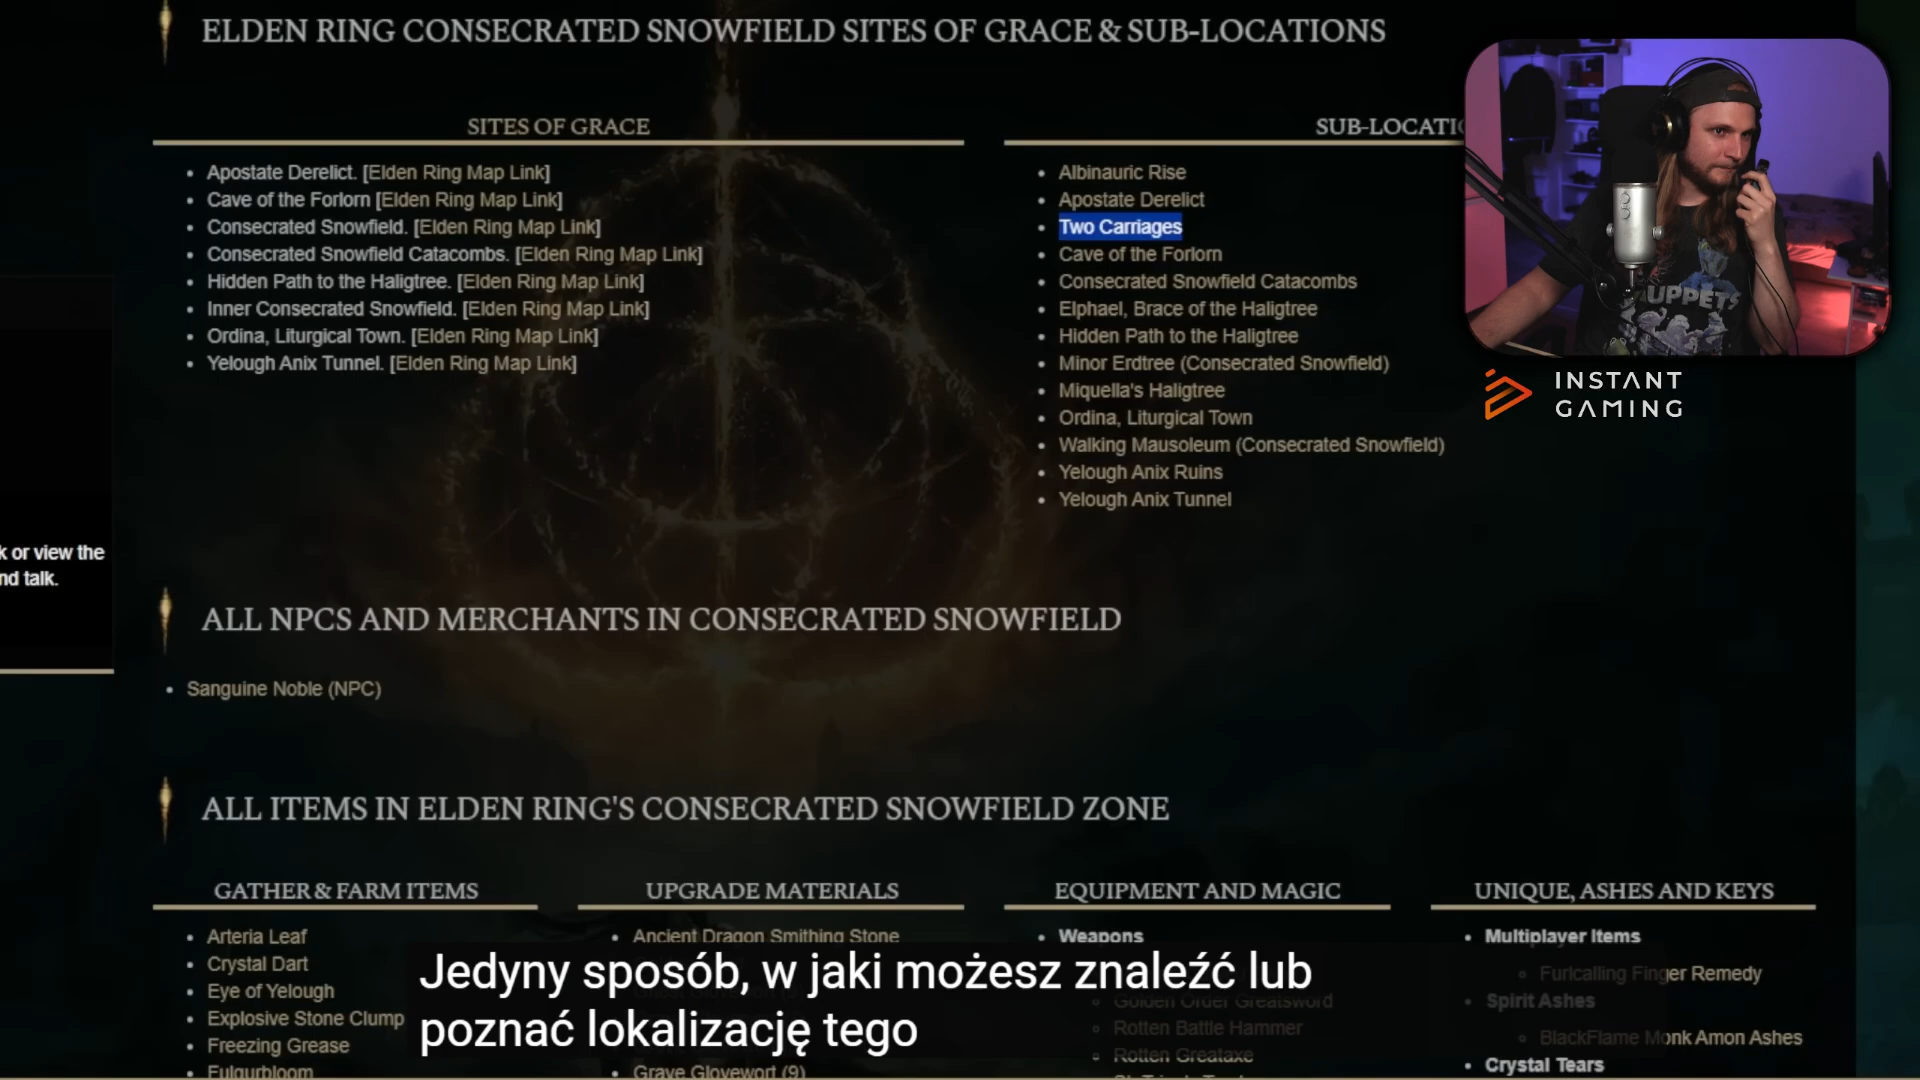 ELDEN RING CONSECRATED SNOWFIELD SITES OF GRACE & SUB-LOCATIONS
SITES OF GRACE
Apostate Derelict. [Elden Ring Map Link]
Cave of the Forlorn [Elden Ring Map Link]
Consecrated Snowfield. [Elden Ring Map Link]
Consecrated Snowfield Catacombs. [Elden Ring Map Link]
Hidden Path to the Haligtree. [Elden Ring Map Link]
Inner Consecrated Snowfield. [Elden Ring Map Link]
Ordina, Liturgical Town. [Elden Ring Map Link]
Yelough Anix Tunnel. [Elden Ring Map Link]
SUB-LOCATIO
Albinauric Rise
Apostate Derelict
Two Carriages
Cave of the Forlorn
Consecrated Snowfield Catacombs
Elphael, Brace of the Haligtree
Hidden Path to the Haligtree
Minor Erdtree (Consecrated Snowfield)
Miquella's Haligtree
Ordina, Liturgical Town
Walking Mausoleum (Consecrated Snowfield)
Yelough Anix Ruins
Yelough Anix Tunnel
MUPPETS
INSTANT
GAMING
k or view the
nd talk.
ALL NPCS AND MERCHANTS IN CONSECRATED SNOWFIELD
Sanguine Noble (NPC)
ALL ITEMS IN ELDEN RING'S CONSECRATED SNOWFIELD ZONE
GATHER & FARM ITEMS
Arteria Leaf
Crystal Dart
Eye of Yelough
Explosive Stone Clump
Freezing Grease
Fulgurbloom
UPGRADE MATERIALS
Ancient Dragon Smithing Stone
Grave Glovewort (9)
EQUIPMENT AND MAGIC
Weapons
Golden Order Greatsword
Rotten Battle Hammer
Rotten Greataxe
UNIQUE, ASHES AND KEYS
Multiplayer Items
Furlcalling Finger Remedy
Spirit Ashes
BlackFlame Monk Amon Ashes
Crystal Tears
Jedyny sposób, w jaki możesz znaleźć lub
poznać lokalizację tego